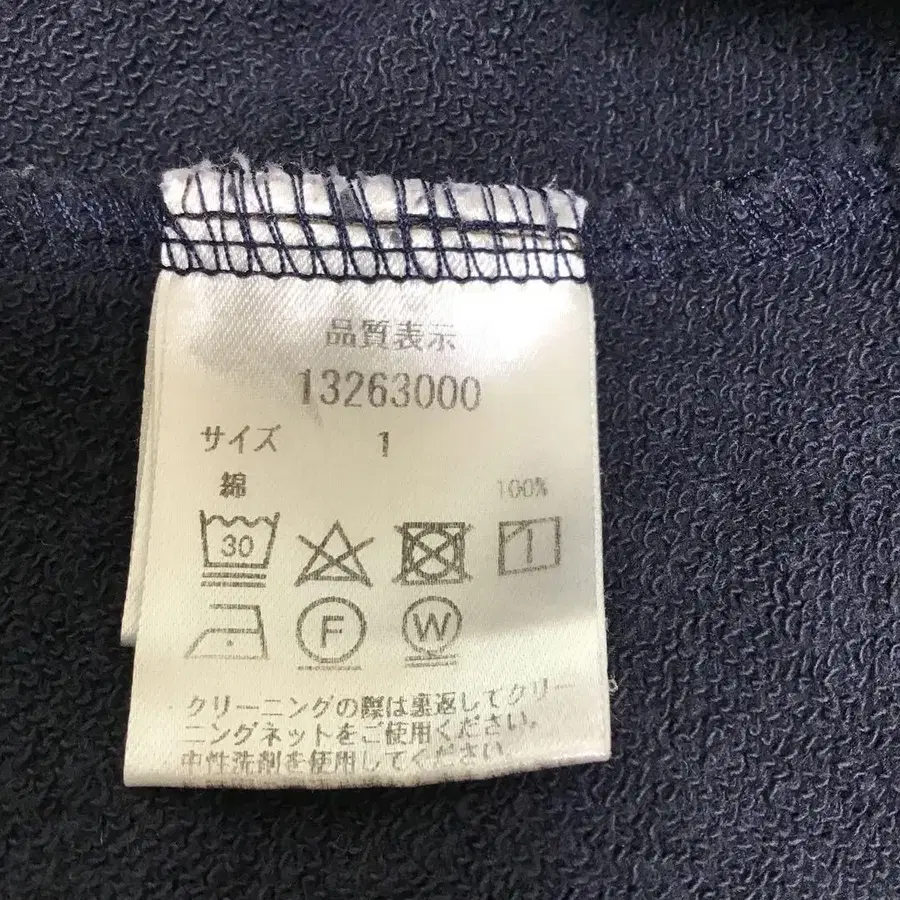 品質表示
13263000
サイズ 1
綿 100%
30
F W
クリーニングの際は裏返してクリー
ニングネットをご使用ください。
中性洗剤を使用してください。